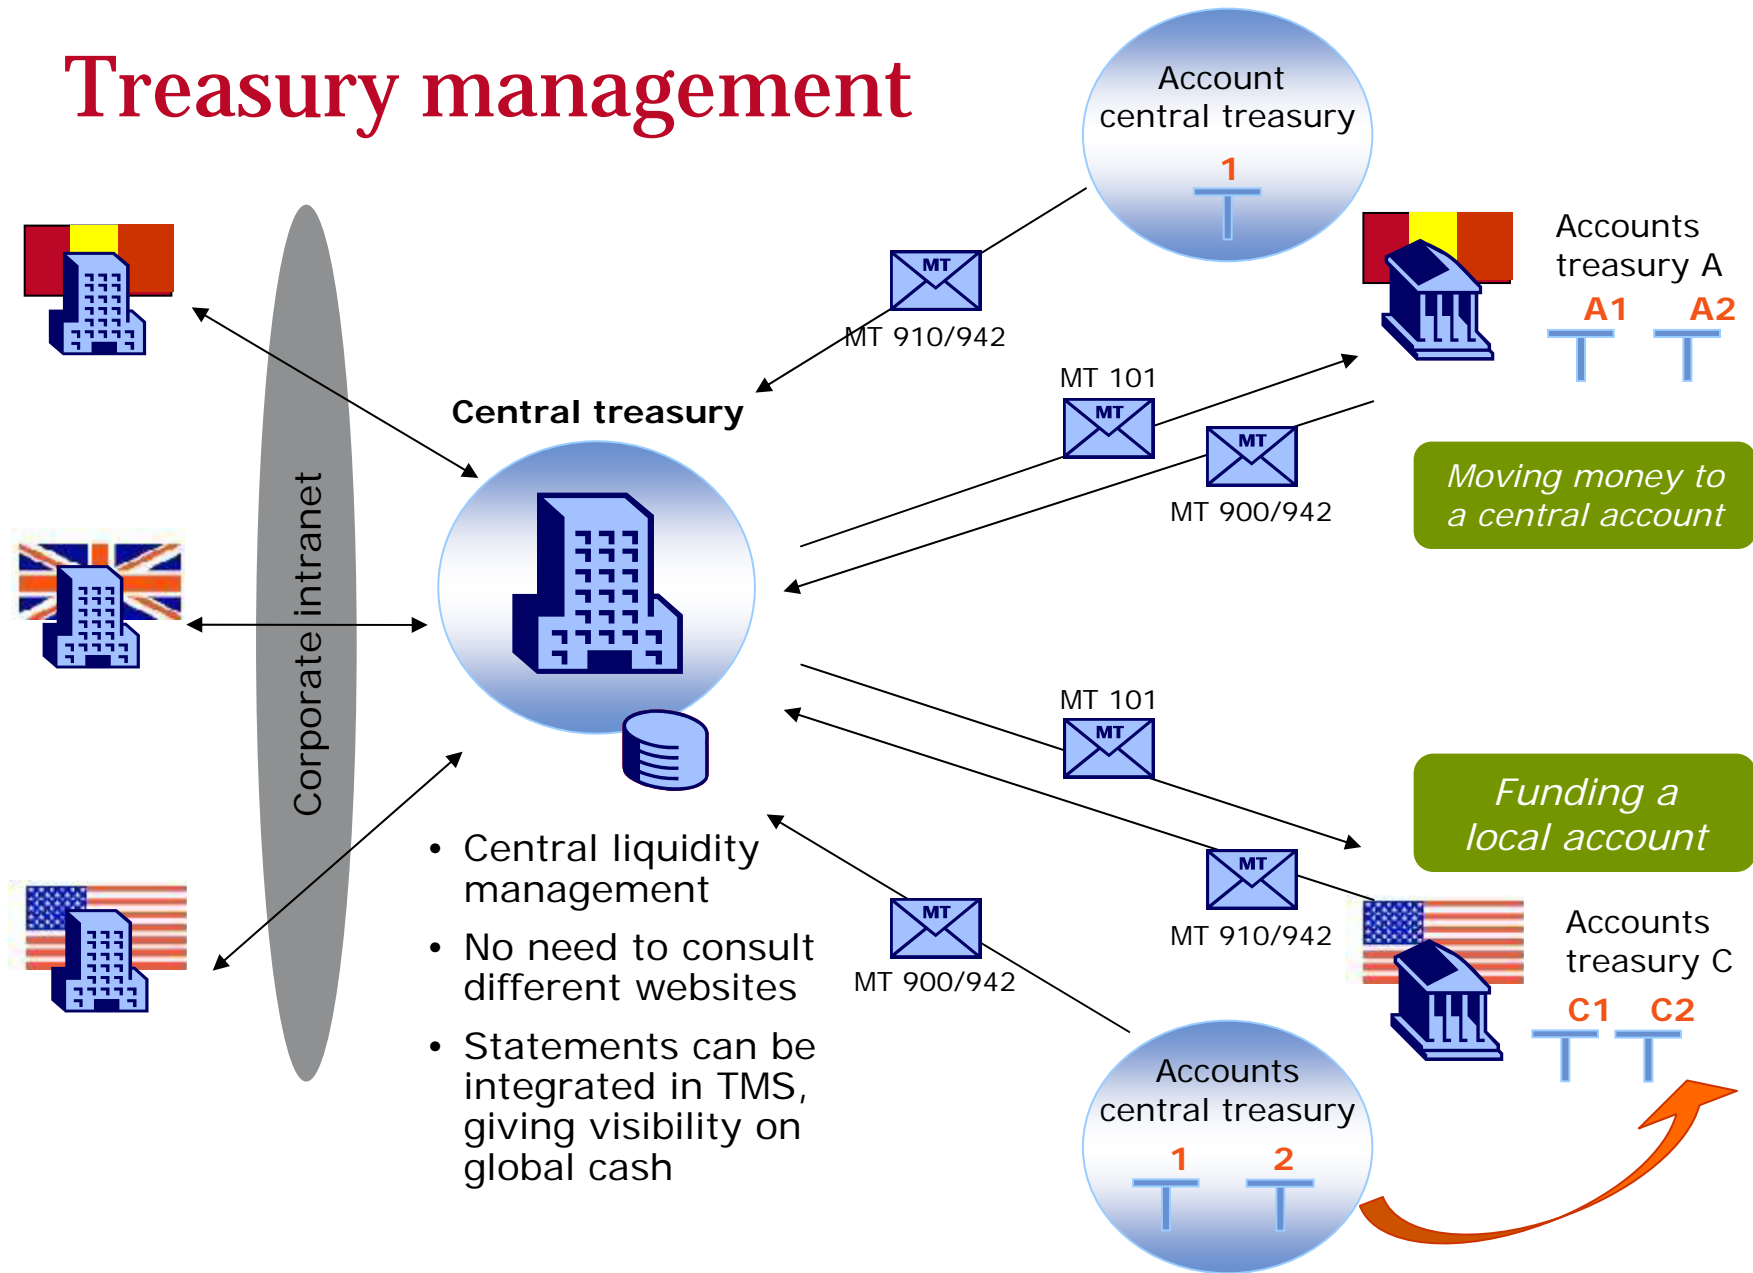 Treasury management
Account
central treasury
1
MT
MT 910/942
Accounts
treasury A
A1 A2
MT 101
MT
MT
MT 900/942
Moving money to
a central account
Central treasury
Corporate intranet
MT 101
MT
Funding a
local account
MT
MT 910/942
• Central liquidity
management
• No need to consult
different websites
• Statements can be
integrated in TMS,
giving visibility on
global cash
MT
MT 900/942
Accounts
treasury C
C1 C2
Accounts
central treasury
1 2